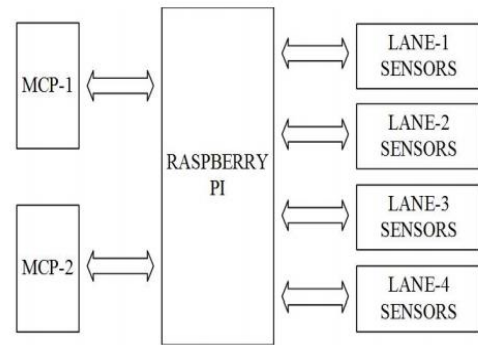 MCP-1
MCP-2
RASPBERRY
PI
LANE-1
SENSORS
LANE-2
SENSORS
LANE-3
SENSORS
LANE-4
SENSORS